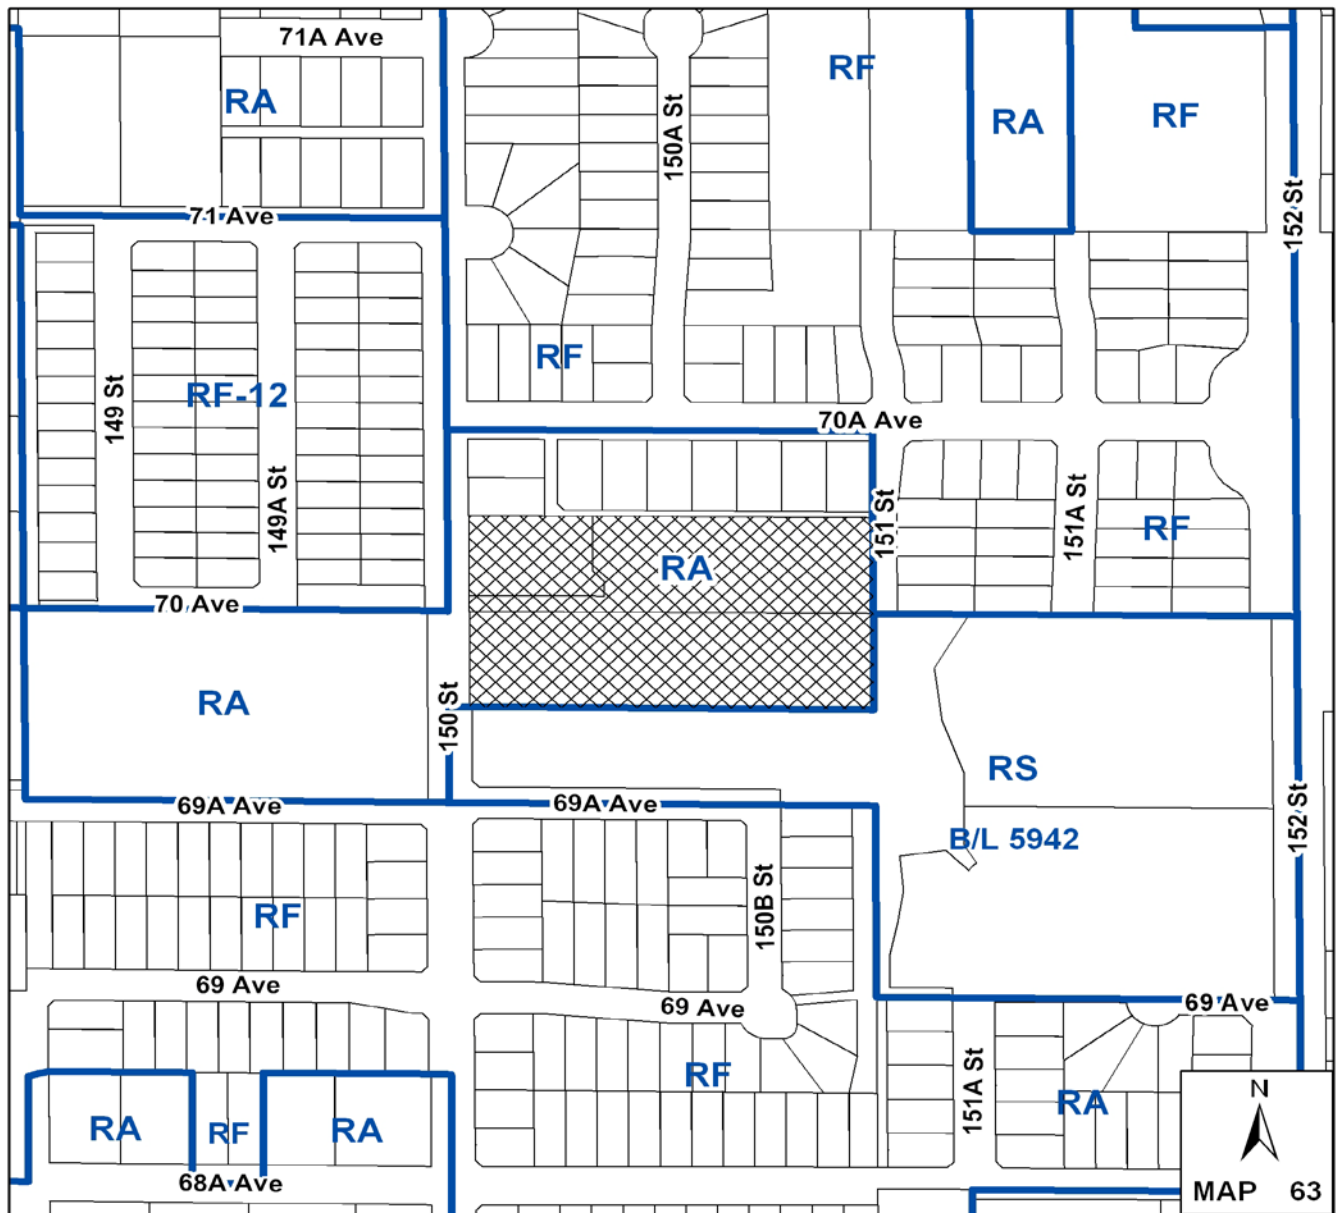 71A Ave
RF
RA
RA
RF
150A St
71 Ave
152 St
RF
149 St
RF-12
70A Ave
149A St
151 St
151A St
RF
RA
70 Ave
RA
150 St
RS
69A Ave
69A Ave
152 St
B/L 5942
150B St
RF
69 Ave
69 Ave
69 Ave
RF
151A St
RA
N
RA
RF
RA
68A Ave
MAP 63